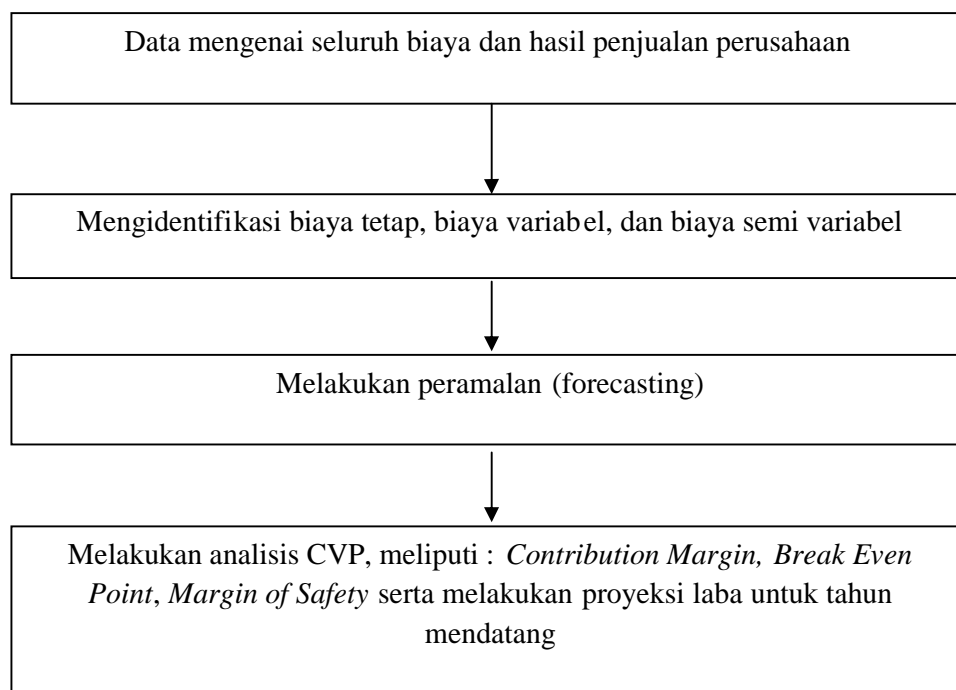 Data mengenai seluruh biaya dan hasil penjualan perusahaan
Mengidentifikasi biaya tetap, biaya variabel, dan biaya semi variabel
Melakukan peramalan (forecasting)
Melakukan analisis CVP, meliputi : Contribution Margin, Break Even
Point, Margin of Safety serta melakukan proyeksi laba untuk tahun
mendatang